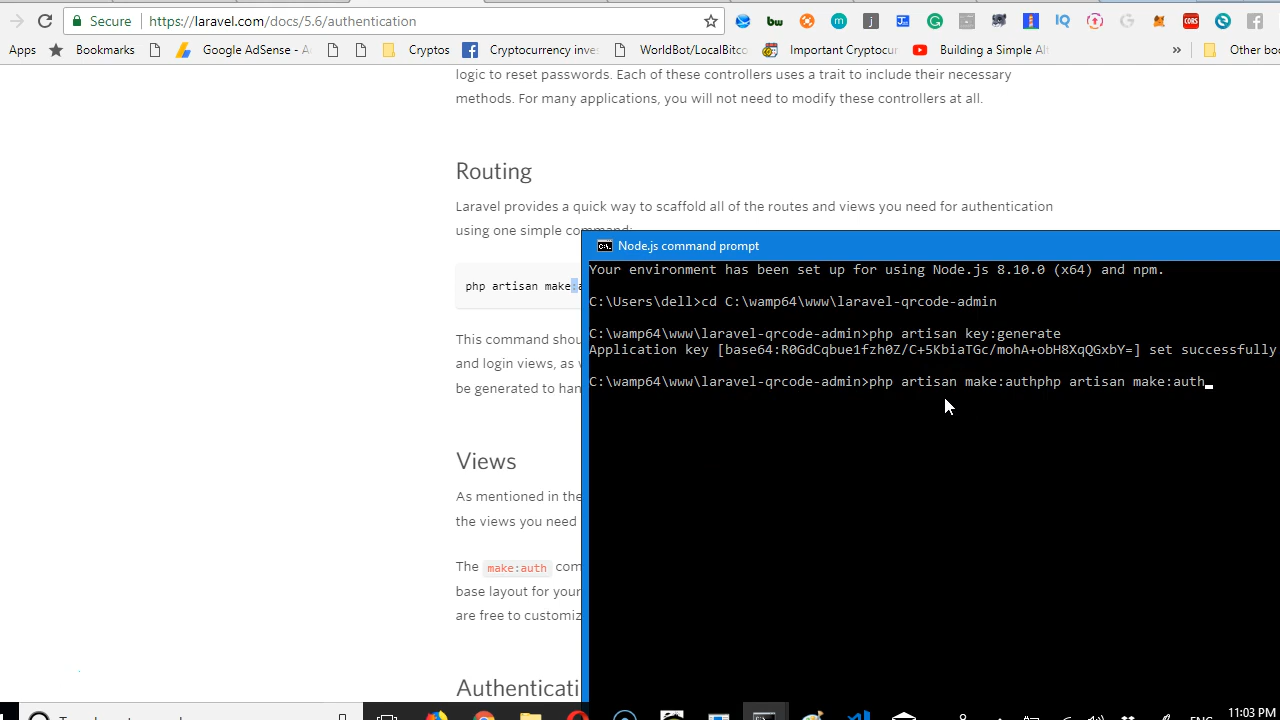 Secure https://laravel.com/docs/5.6/authentication
Apps Bookmarks Google AdSense - A Cryptos Cryptocurrency inve WorldBot/LocalBitco Important Cryptoc Building a Simple Al » Other bo
logic to reset passwords. Each of these controllers uses a trait to include their necessary
methods. For many applications, you will not need to modify these controllers at all.
Routing
Laravel provides a quick way to scaffold all of the routes and views you need for authentication
using one simple command:
php artisan make:a
This command shou
and login views, as w
be generated to han
Views
As mentioned in the
the views you need
The make:auth com
base layout for your
are free to customiz
Authenticati
Node.js command prompt
Your environment has been set up for using Node.js 8.10.0 (x64) and npm.
C:\Users\dell>cd C:\wamp64\www\laravel-qrcode-admin
C:\wamp64\www\laravel-qrcode-admin>php artisan key:generate
Application key [base64:R0GdCqbue1fzh0Z/C+5KbiaTGc/mohA+obH8XqQGxbY=] set successfully
C:\wamp64\www\laravel-qrcode-admin>php artisan make:authphp artisan make:auth
ENG
11:03 PM